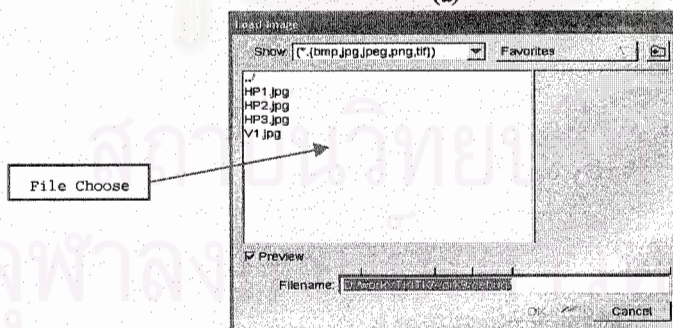 Load Image
Show: (*.{bmp,jpg,jpeg,png,tif}) Favorites
../
HP1.jpg
HP2.jpg
HP3.jpg
V1.jpg
File Choose
Preview
Filename:
OK Cancel